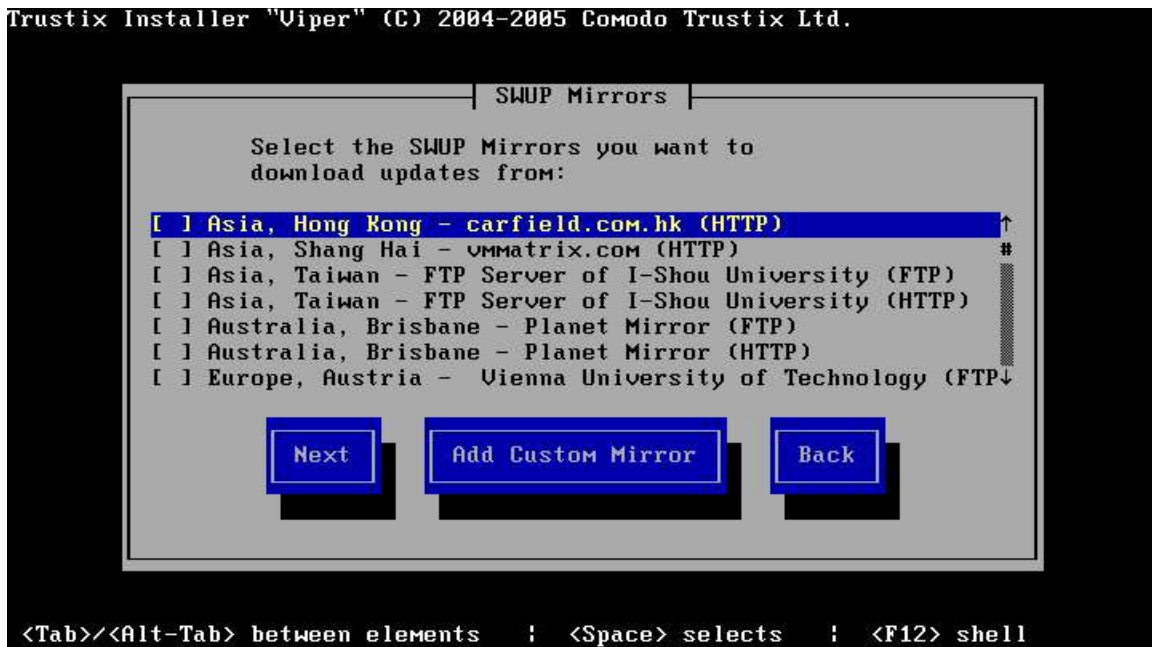 Trustix Installer "Viper" (C) 2004-2005 Comodo Trustix Ltd.
SWUP Mirrors
Select the SWUP Mirrors you want to
download updates from:
[ ] Asia, Hong Kong - carfield.com.hk (HTTP) ↑
[ ] Asia, Shang Hai - vmmatrix.com (HTTP) #
[ ] Asia, Taiwan - FTP Server of I-Shou University (FTP)
[ ] Asia, Taiwan - FTP Server of I-Shou University (HTTP)
[ ] Australia, Brisbane - Planet Mirror (FTP)
[ ] Australia, Brisbane - Planet Mirror (HTTP)
[ ] Europe, Austria -  Vienna University of Technology (FTP↓
Next Add Custom Mirror Back
<Tab>/<Alt-Tab> between elements ¦ <Space> selects ¦ <F12> shell